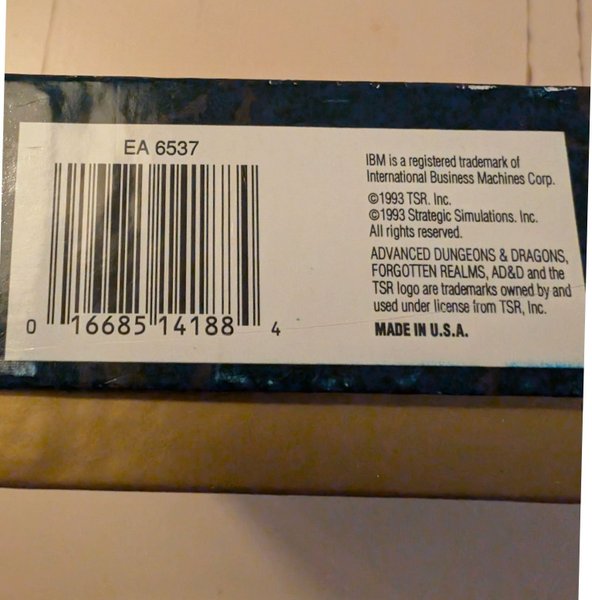 EA 6537
0 16685 14188 4
IBM is a registered trademark of
International Business Machines Corp.
©1993 TSR. Inc.
©1993 Strategic Simulations. Inc.
All rights reserved.
ADVANCED DUNGEONS & DRAGONS,
FORGOTTEN REALMS, AD&D and the
TSR logo are trademarks owned by and
used under license from TSR, Inc.
MADE IN U.S.A.